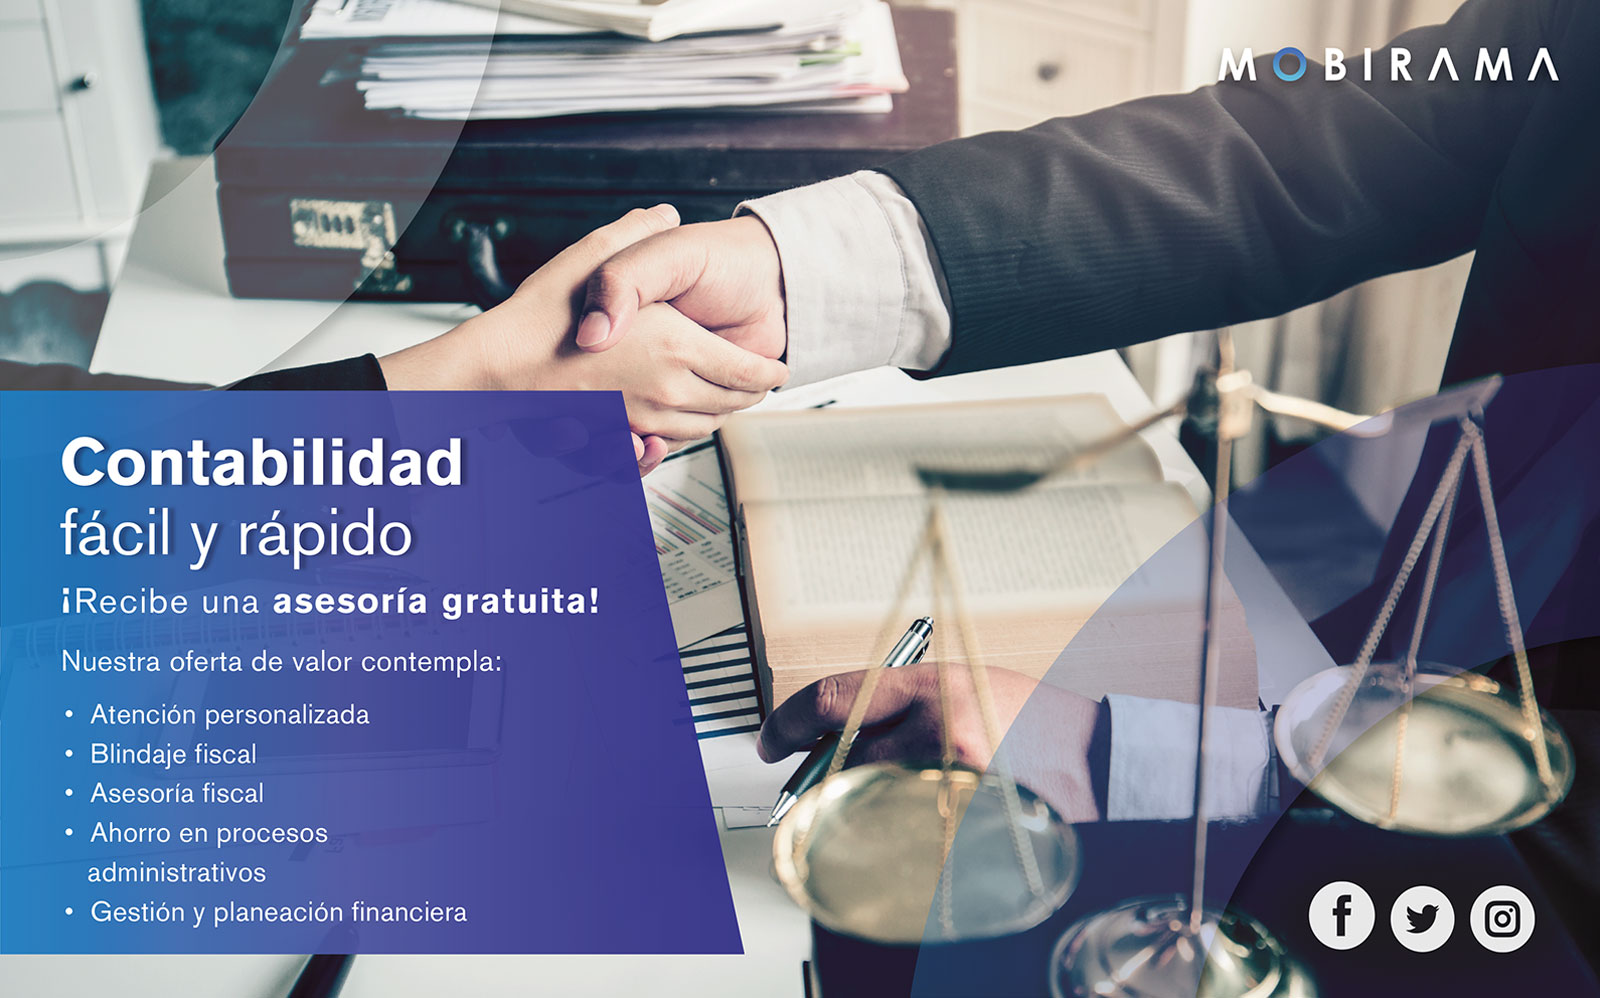 MOBIRAMA
Contabilidad
fácil y rápido
¡Recibe una asesoría gratuita!
Nuestra oferta de valor contempla:
• Atención personalizada
• Blindaje fiscal
• Asesoría fiscal
• Ahorro en procesos
administrativos
• Gestión y planeación financiera